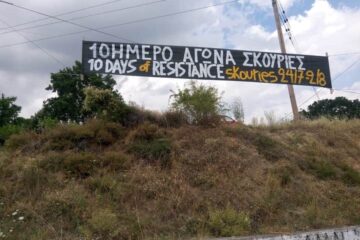 10ΗΜΕΡΟ ΑΓΩΝΑ ΣΚΟΥΡΙΕΣ
10 DAYS of RESISTANCE skouries 24/7-2/8